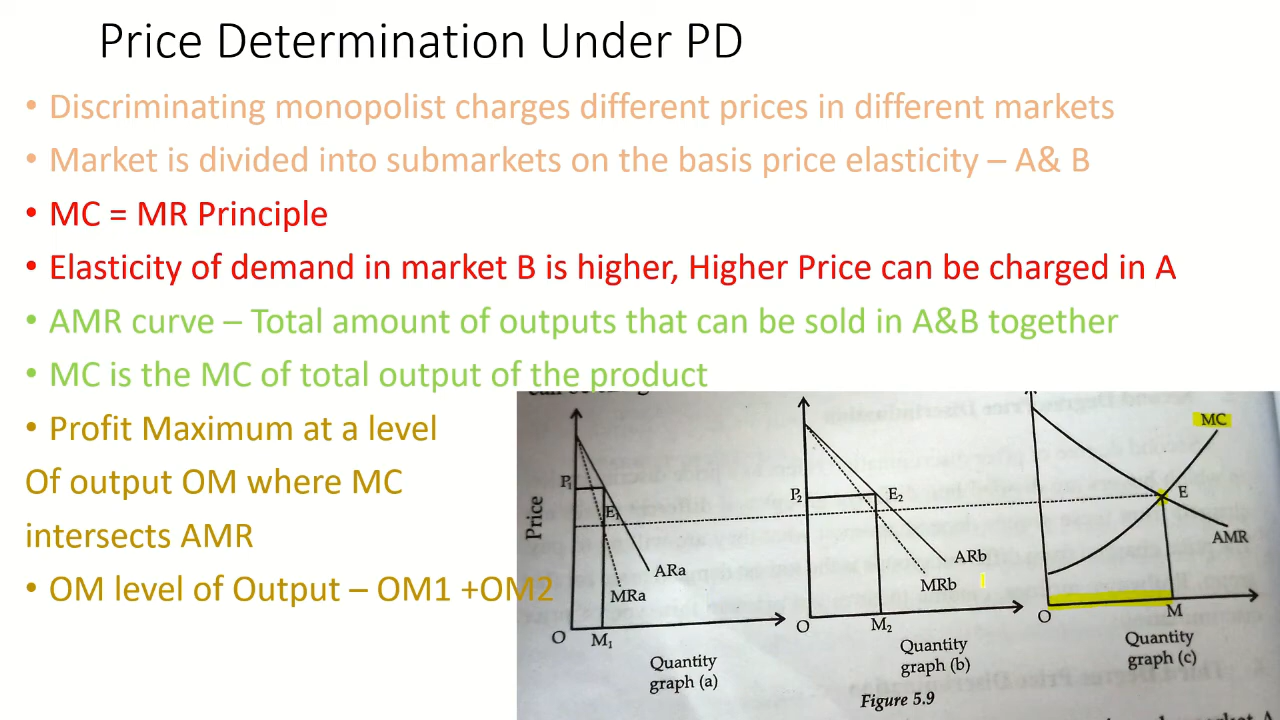 Price Determination Under PD
• Discriminating monopolist charges different prices in different markets
• Market is divided into submarkets on the basis price elasticity – A& B
• MC = MR Principle
• Elasticity of demand in market B is higher, Higher Price can be charged in A
• AMR curve – Total amount of outputs that can be sold in A&B together
• MC is the MC of total output of the product
• Profit Maximum at a level
Of output OM where MC
intersects AMR
• OM level of Output – OM1 +OM2
Price
P1
E1
ARa
MRa
O
M1
Quantity
graph (a)
P2
E2
ARb
MRb
O
M2
Quantity
graph (b)
MC
E
AMR
O
M
Quantity
graph (c)
Figure 5.9